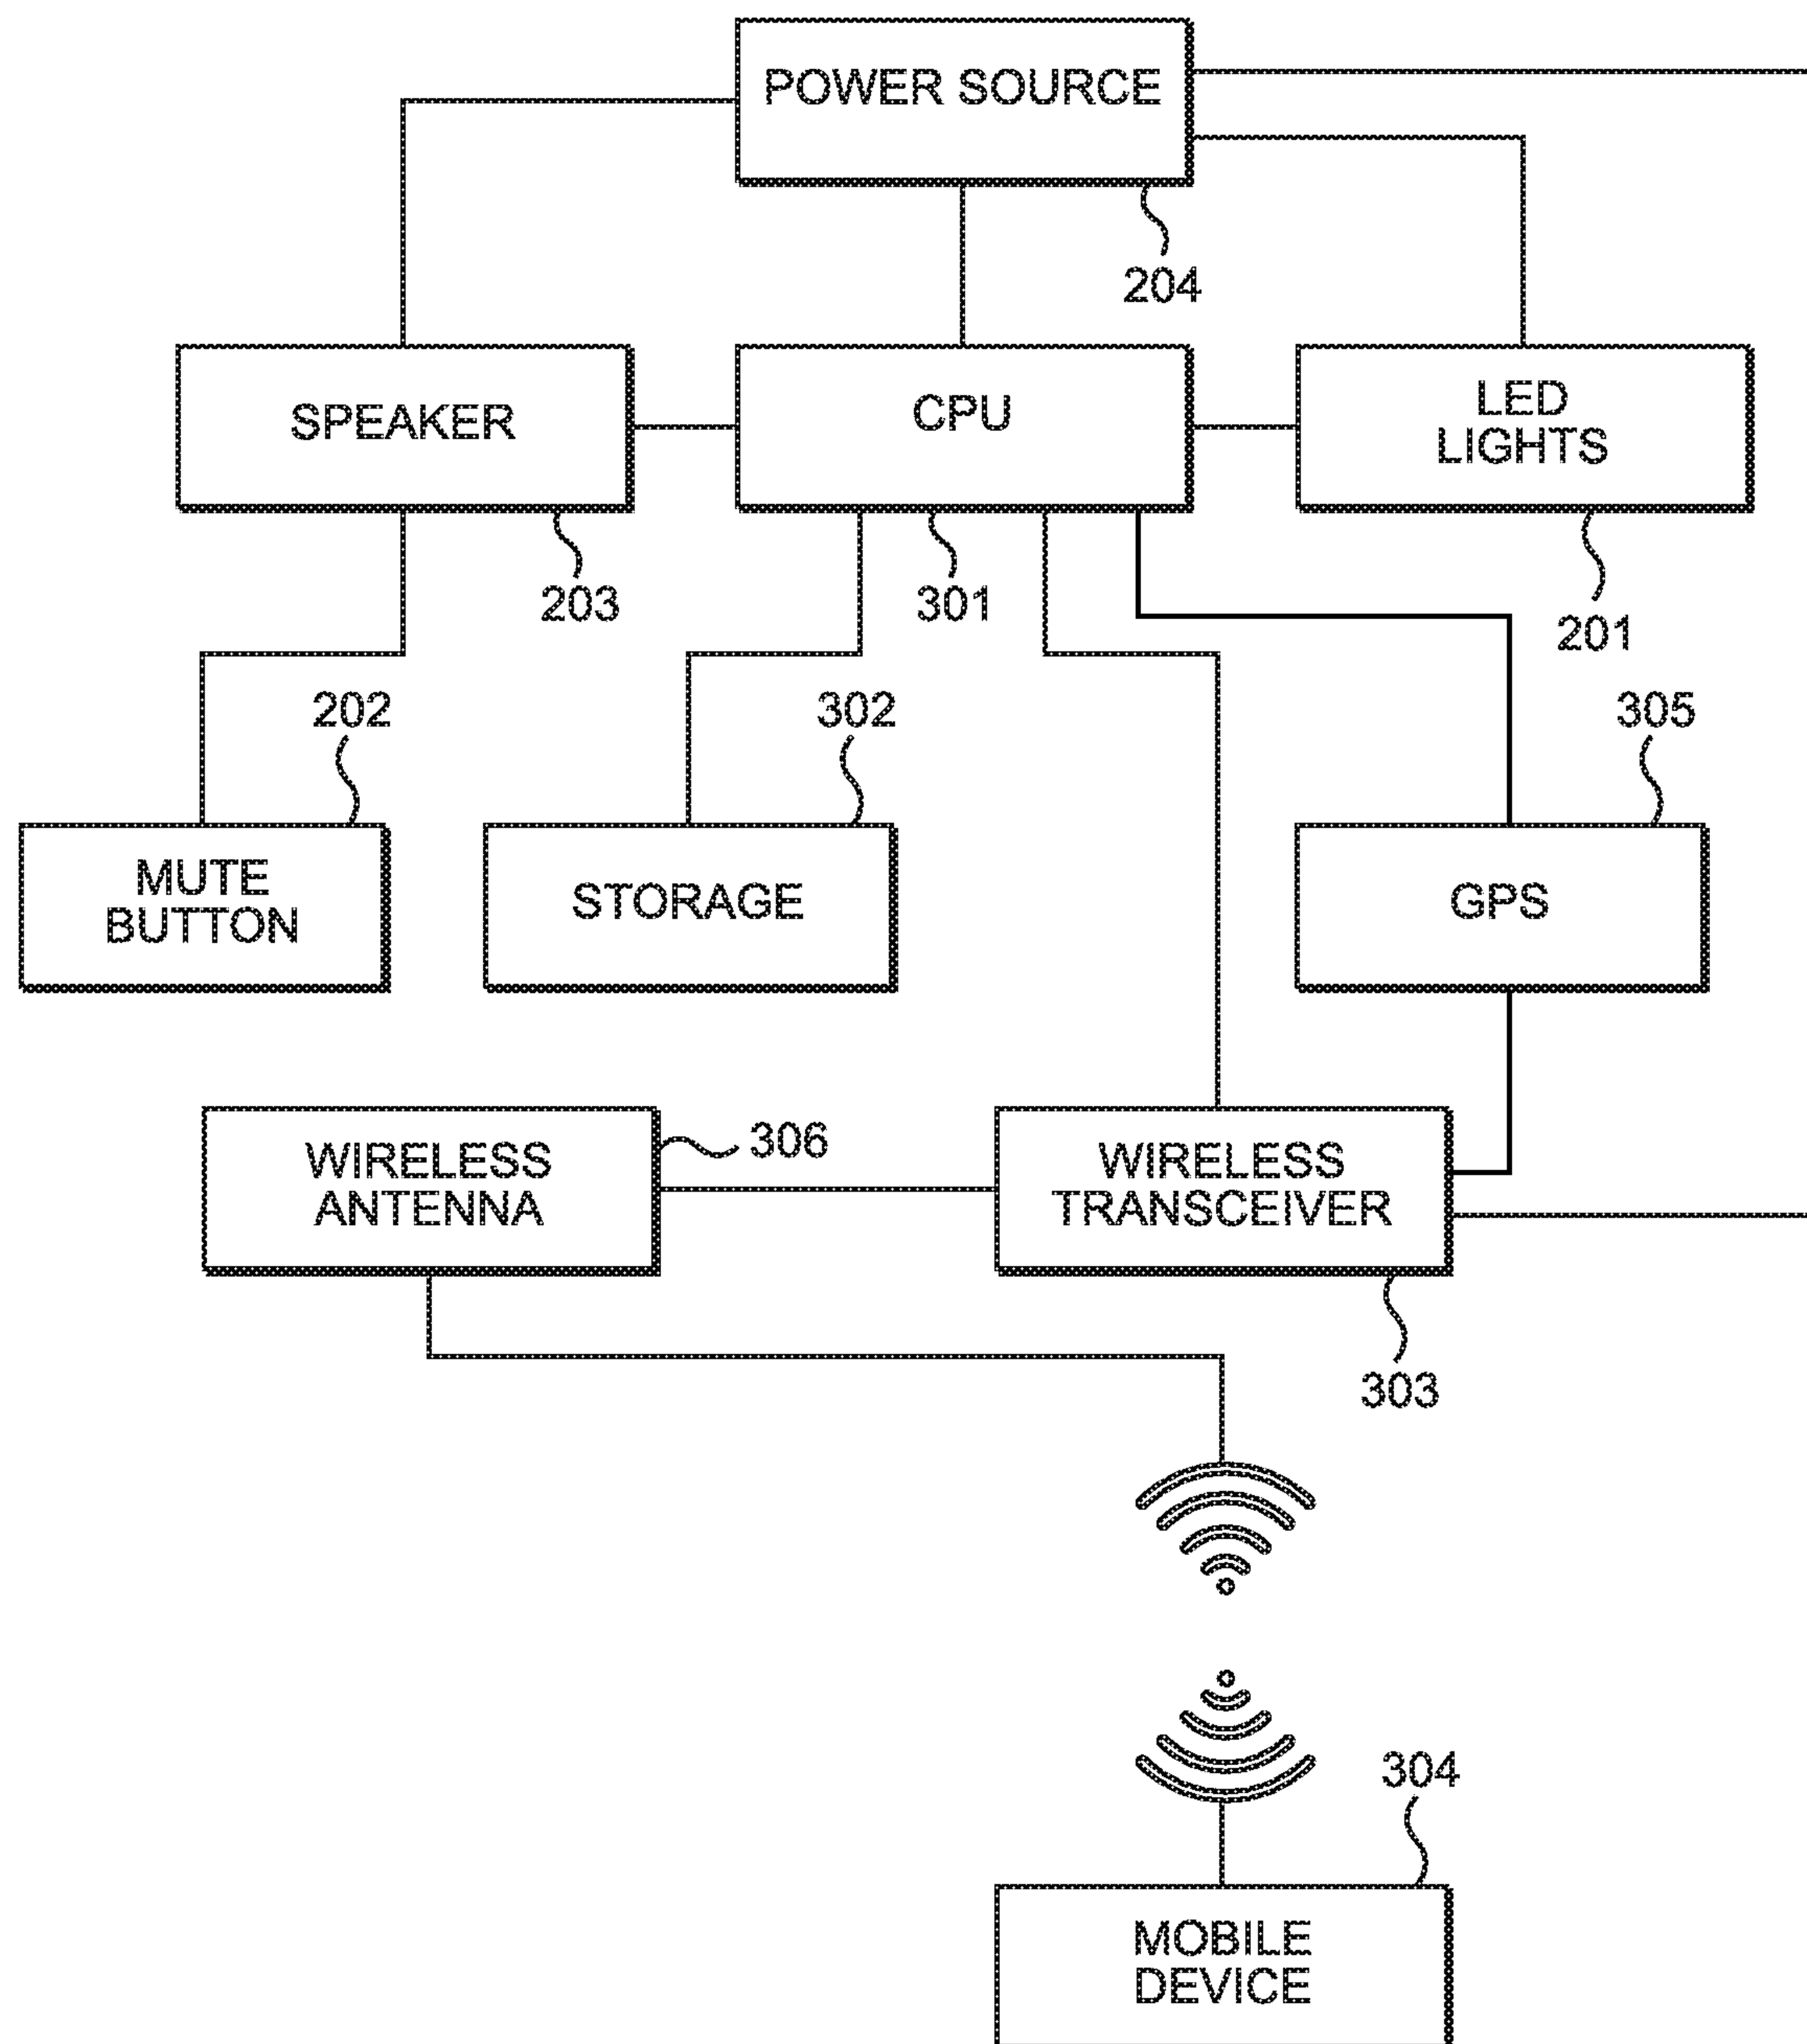 POWER SOURCE
204
SPEAKER
CPU
LED
LIGHTS
203
301
201
202
302
305
MUTE
BUTTON
STORAGE
GPS
WIRELESS
ANTENNA
306
WIRELESS
TRANSCEIVER
303
304
MOBILE
DEVICE